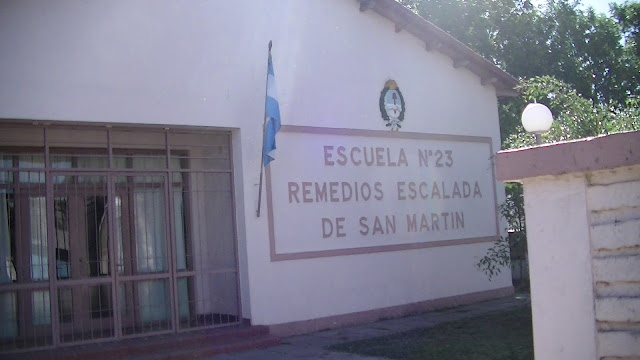 ESCUELA N°23
REMEDIOS ESCALADA
DE SAN MARTIN